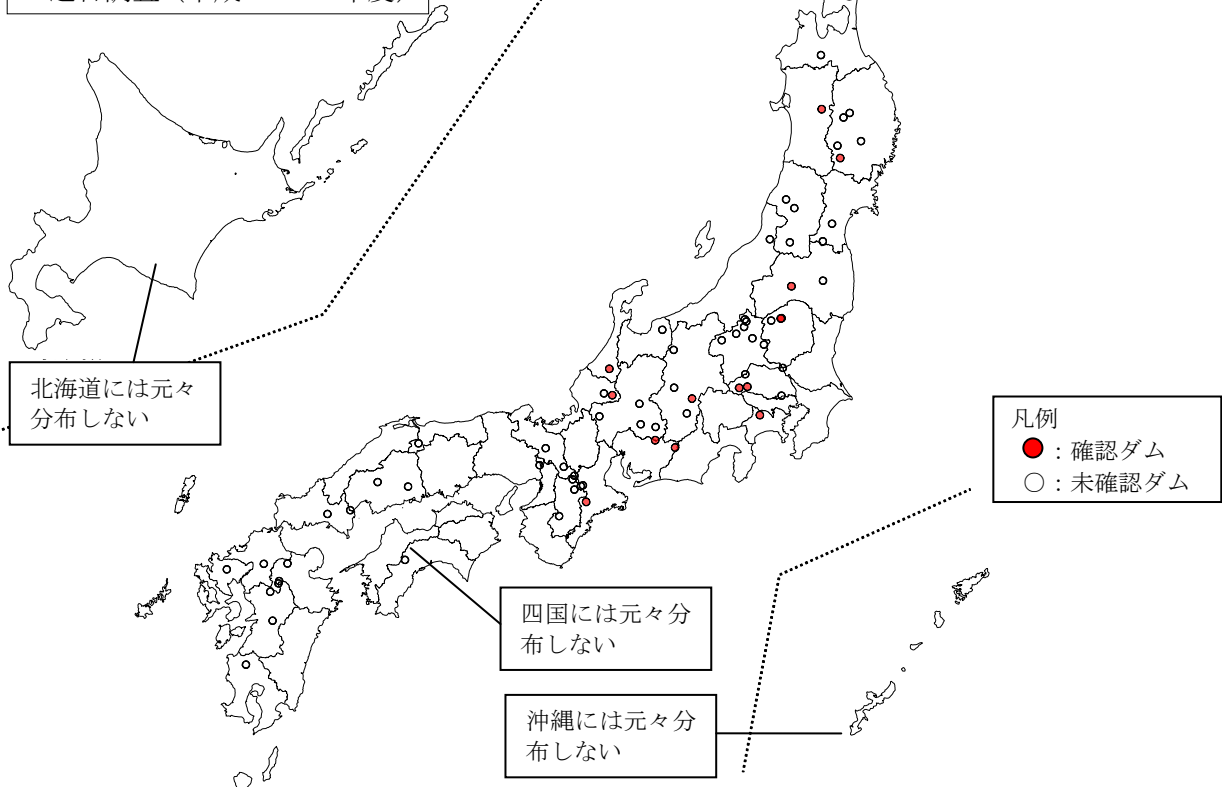 北海道には元々
分布しない
凡例
：確認ダム
：未確認ダム
四国には元々分
布しない
沖縄には元々分
布しない